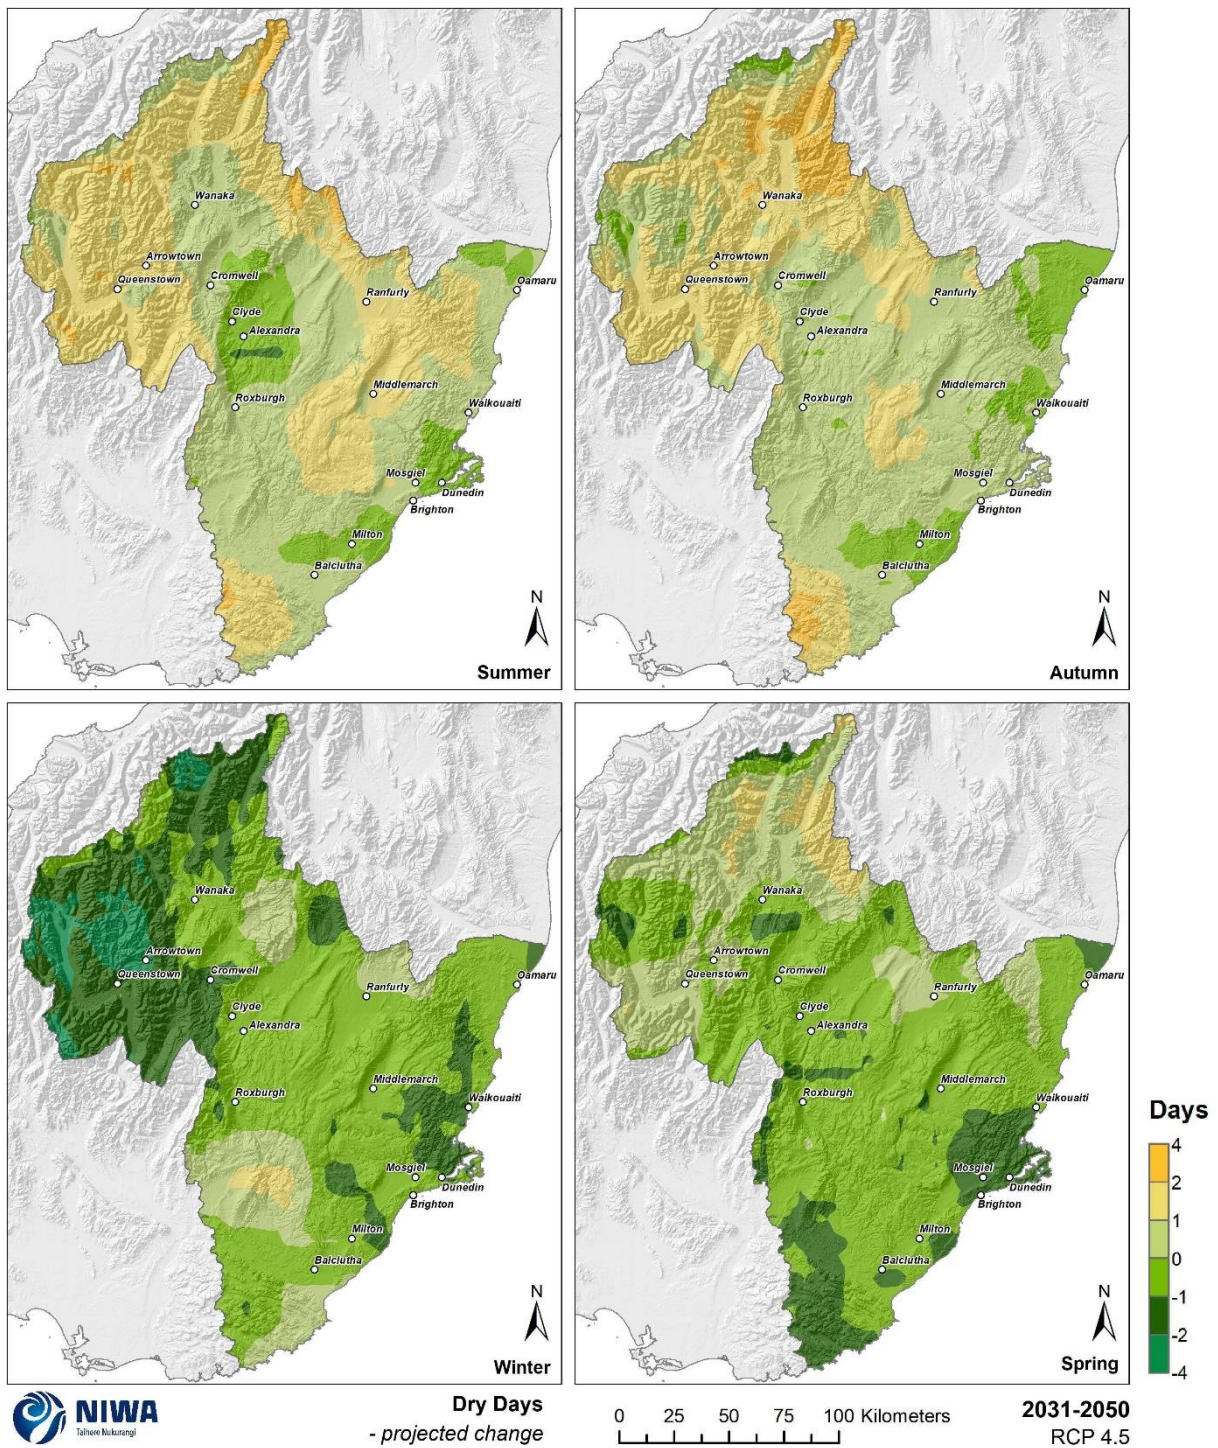 Wanaka
Arrowtown
Queenstown
Cromwell
Oamaru
Ranfurly
Clyde
Alexandra
Middlemarch
Roxburgh
Waikouaiti
Mosgiel
Dunedin
Brighton
Milton
Balclutha
N
Summer
Wanaka
Arrowtown
Queenstown
Cromwell
Oamaru
Ranfurly
Clyde
Alexandra
Middlemarch
Roxburgh
Waikouaiti
Mosgiel
Dunedin
Brighton
Milton
Balclutha
N
Autumn
Wanaka
Arrowtown
Queenstown
Cromwell
Oamaru
Ranfurly
Clyde
Alexandra
Middlemarch
Roxburgh
Waikouaiti
Mosgiel
Dunedin
Brighton
Milton
Balclutha
N
Winter
Wanaka
Arrowtown
Queenstown
Cromwell
Oamaru
Ranfurly
Clyde
Alexandra
Middlemarch
Roxburgh
Waikouaiti
Mosgiel
Dunedin
Brighton
Milton
Balclutha
N
Spring
Days
4
2
1
0
-1
-2
-4
NIWA
Taihoro Nukurangi
Dry Days
- projected change
0 25 50 75 100 Kilometers
2031-2050
RCP 4.5